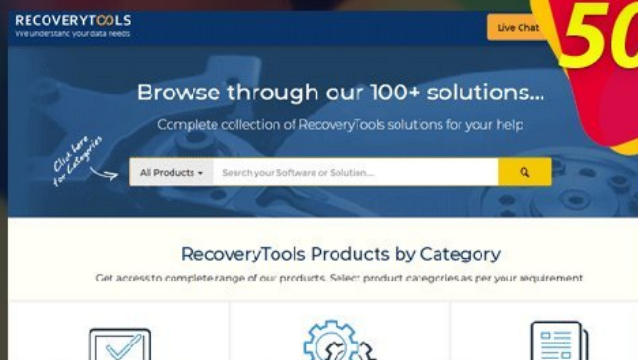 RECOVERYTOOLS
We understand your data needs
Live Chat
50
Browse through our 100+ solutions...
Complete collection of RecoveryTools solutions for your help
Click here
for Categories
All Products
Search your Software or Solution....
RecoveryTools Products by Category
Get access to complete range of our products. Select product categories as per your requirement